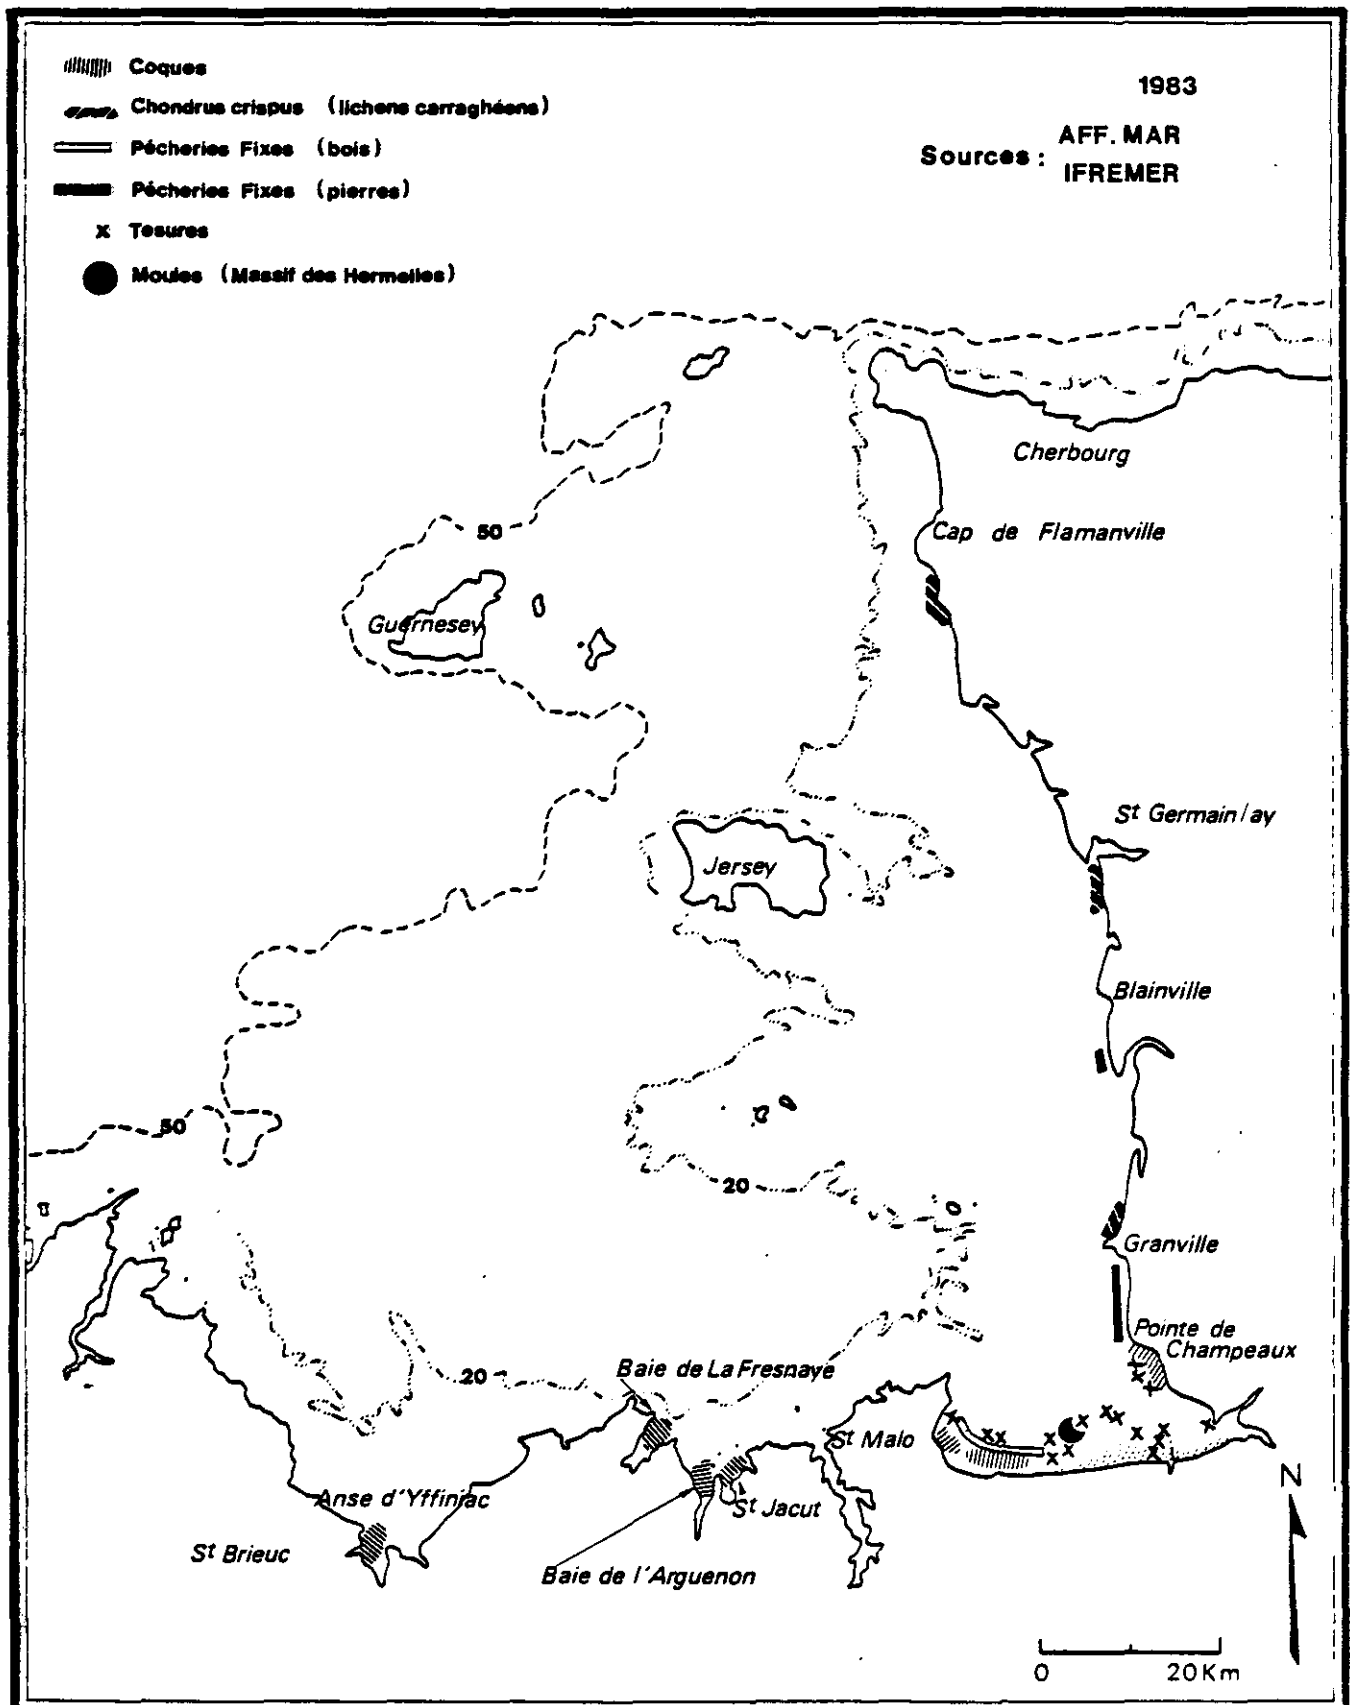 Coques
Chondrus crispus (lichens carraghéens)
Pêcheries Fixes (bois)
Pêcheries Fixes (pierres)
x Tesures
Moules (Massif des Hermelles)
1983
Sources :
AFF. MAR
IFREMER
Cherbourg
50
Cap de Flamanville
Guernesey
St Germain/ay
Jersey
Blainville
50
20
Granville
Pointe de
Champeaux
20
Baie de La Fresnaye
St Malo
Anse d'Yffiniac
St Jacut
St Brieuc
Baie de l'Arguenon
N
0 20Km